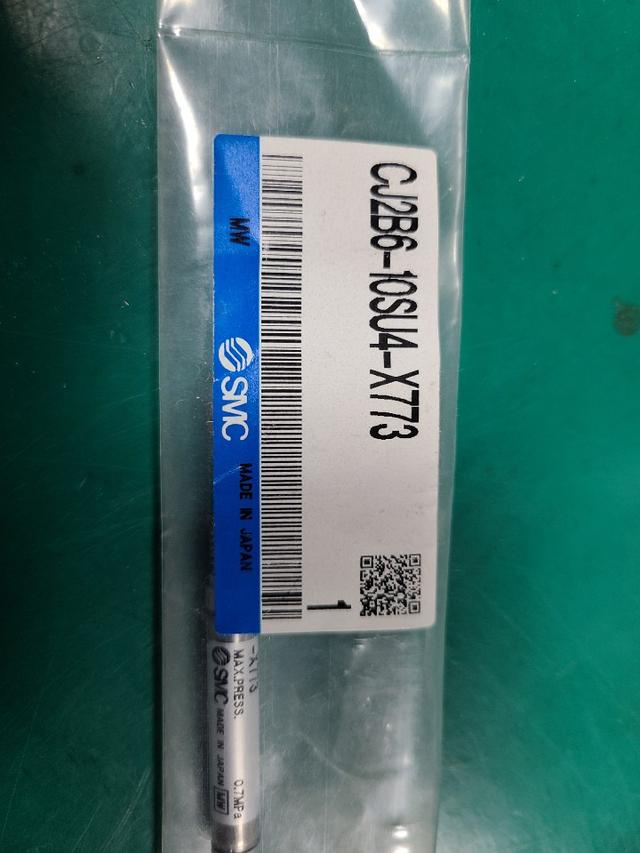 CJ2B6-10SU4-X773
1
MW
SMC
MADE IN JAPAN
-X773
MAX.PRESS. 0.7MPa
SMC MADE IN JAPAN MW